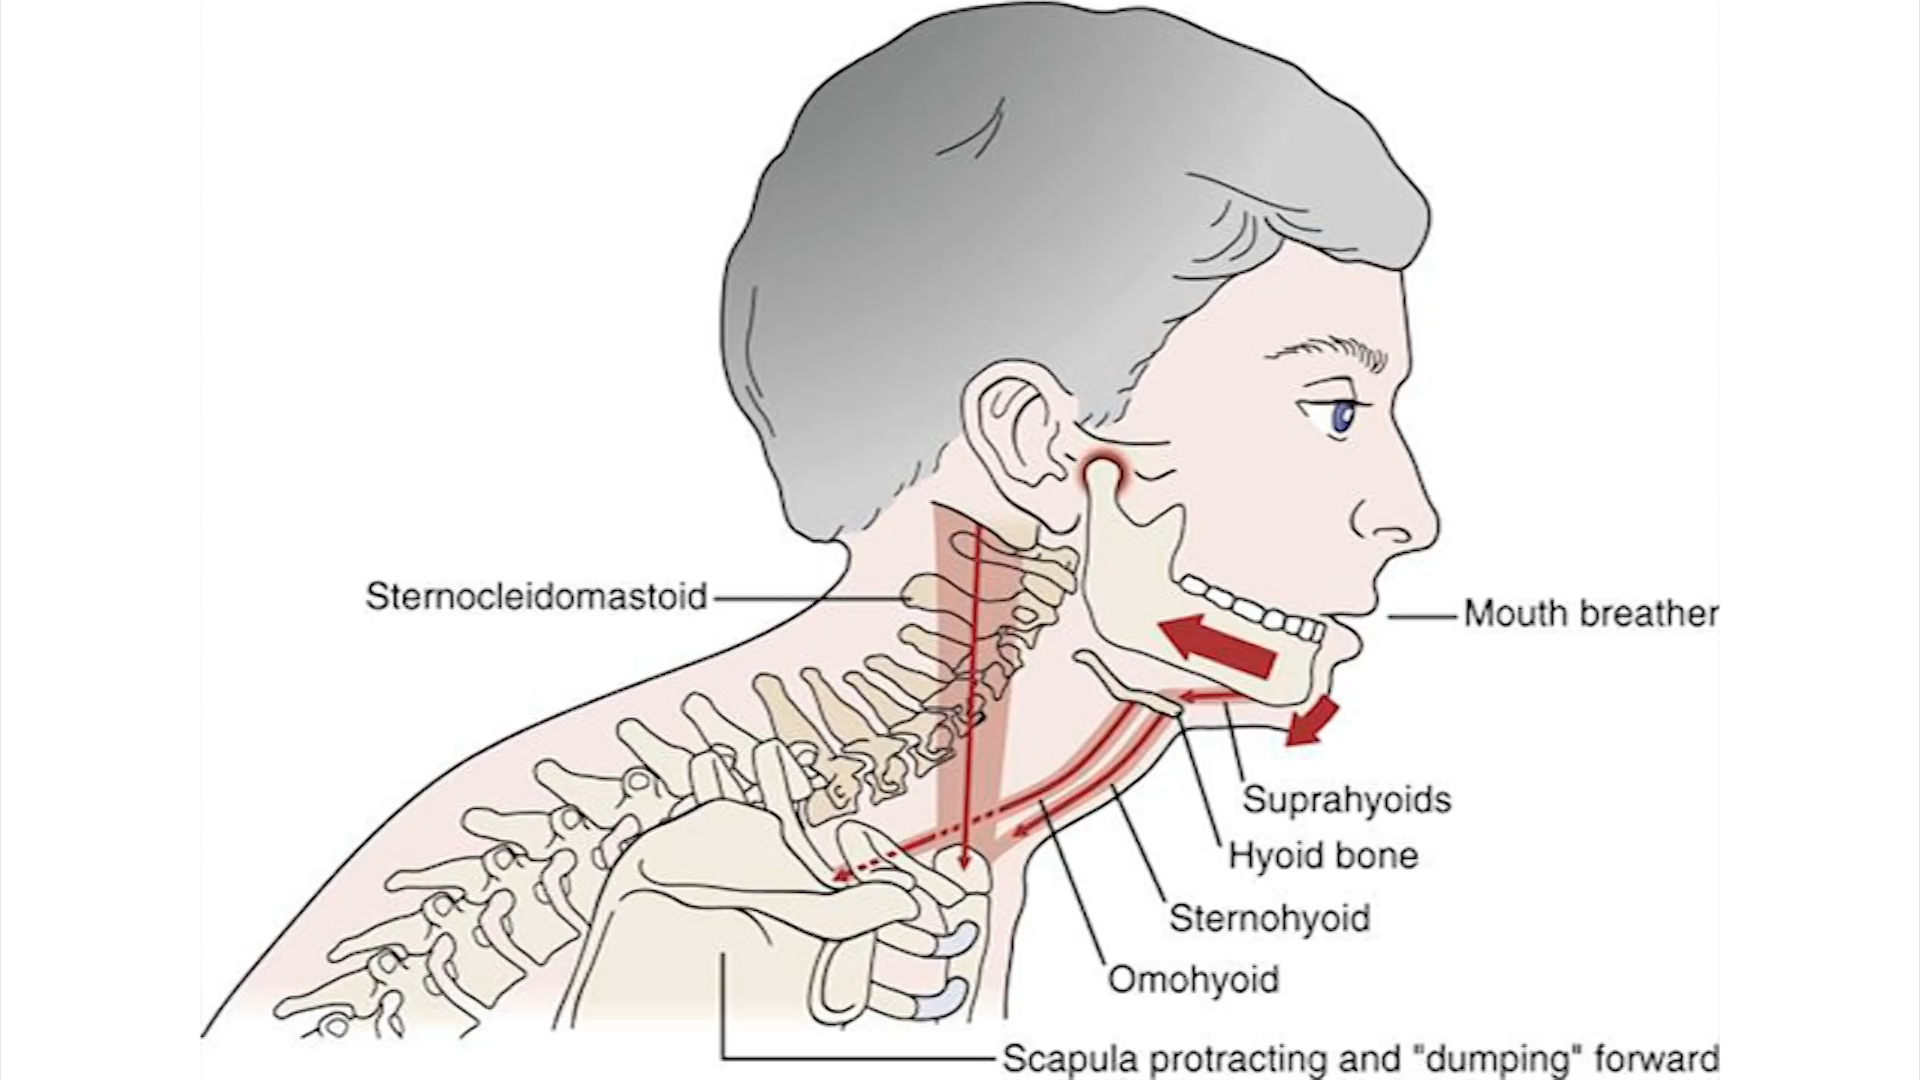 Sternocleidomastoid
Mouth breather
Suprahyoids
Hyoid bone
Sternohyoid
Omohyoid
Scapula protracting and "dumping" forward